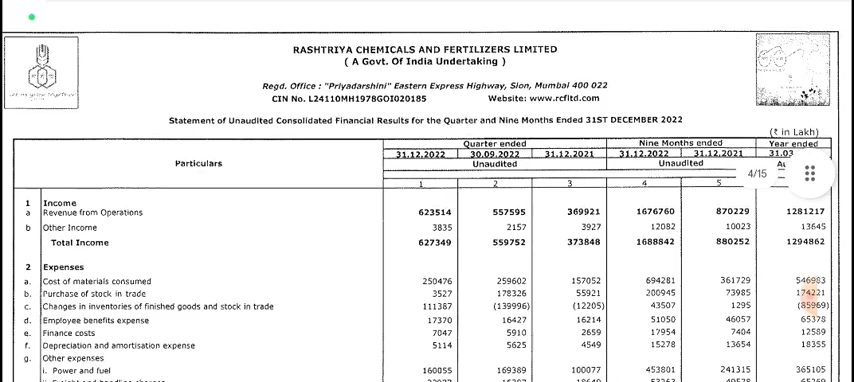 RASHTRIYA CHEMICALS AND FERTILIZERS LIMITED
( A Govt. Of India Undertaking )
Regd. Office : "Priyadarshini" Eastern Express Highway, Sion, Mumbai 400 022
CIN No. L24110MH1978GOI020185 Website: www.rcfltd.com
Statement of Unaudited Consolidated Financial Results for the Quarter and Nine Months Ended 31ST DECEMBER 2022
(₹ in Lakh)
Particulars Quarter ended Nine Months ended Year ended
31.12.2022 30.09.2022 31.12.2021 31.12.2022 31.12.2021 31.03
Unaudited Unaudited
4/15
1 2 3 4 5
1 Income
a Revenue from Operations 623514 557595 369921 1676760 870229 1281217
b Other Income 3835 2157 3927 12082 10023 13645
Total Income 627349 559752 373848 1688842 880252 1294862
2 Expenses
a. Cost of materials consumed 250476 259602 157052 694281 361729 546983
b. Purchase of stock in trade 3527 178326 55921 200945 73985 174221
c. Changes in inventories of finished goods and stock in trade 111387 (139996) (12205) 43507 1295 (85969)
d. Employee benefits expense 17370 16427 16214 51050 46057 65378
e. Finance costs 7047 5910 2659 17954 7404 12589
f. Depreciation and amortisation expense 5114 5625 4549 15278 13654 18355
g. Other expenses
i. Power and fuel 160055 169389 100077 453801 241315 365105